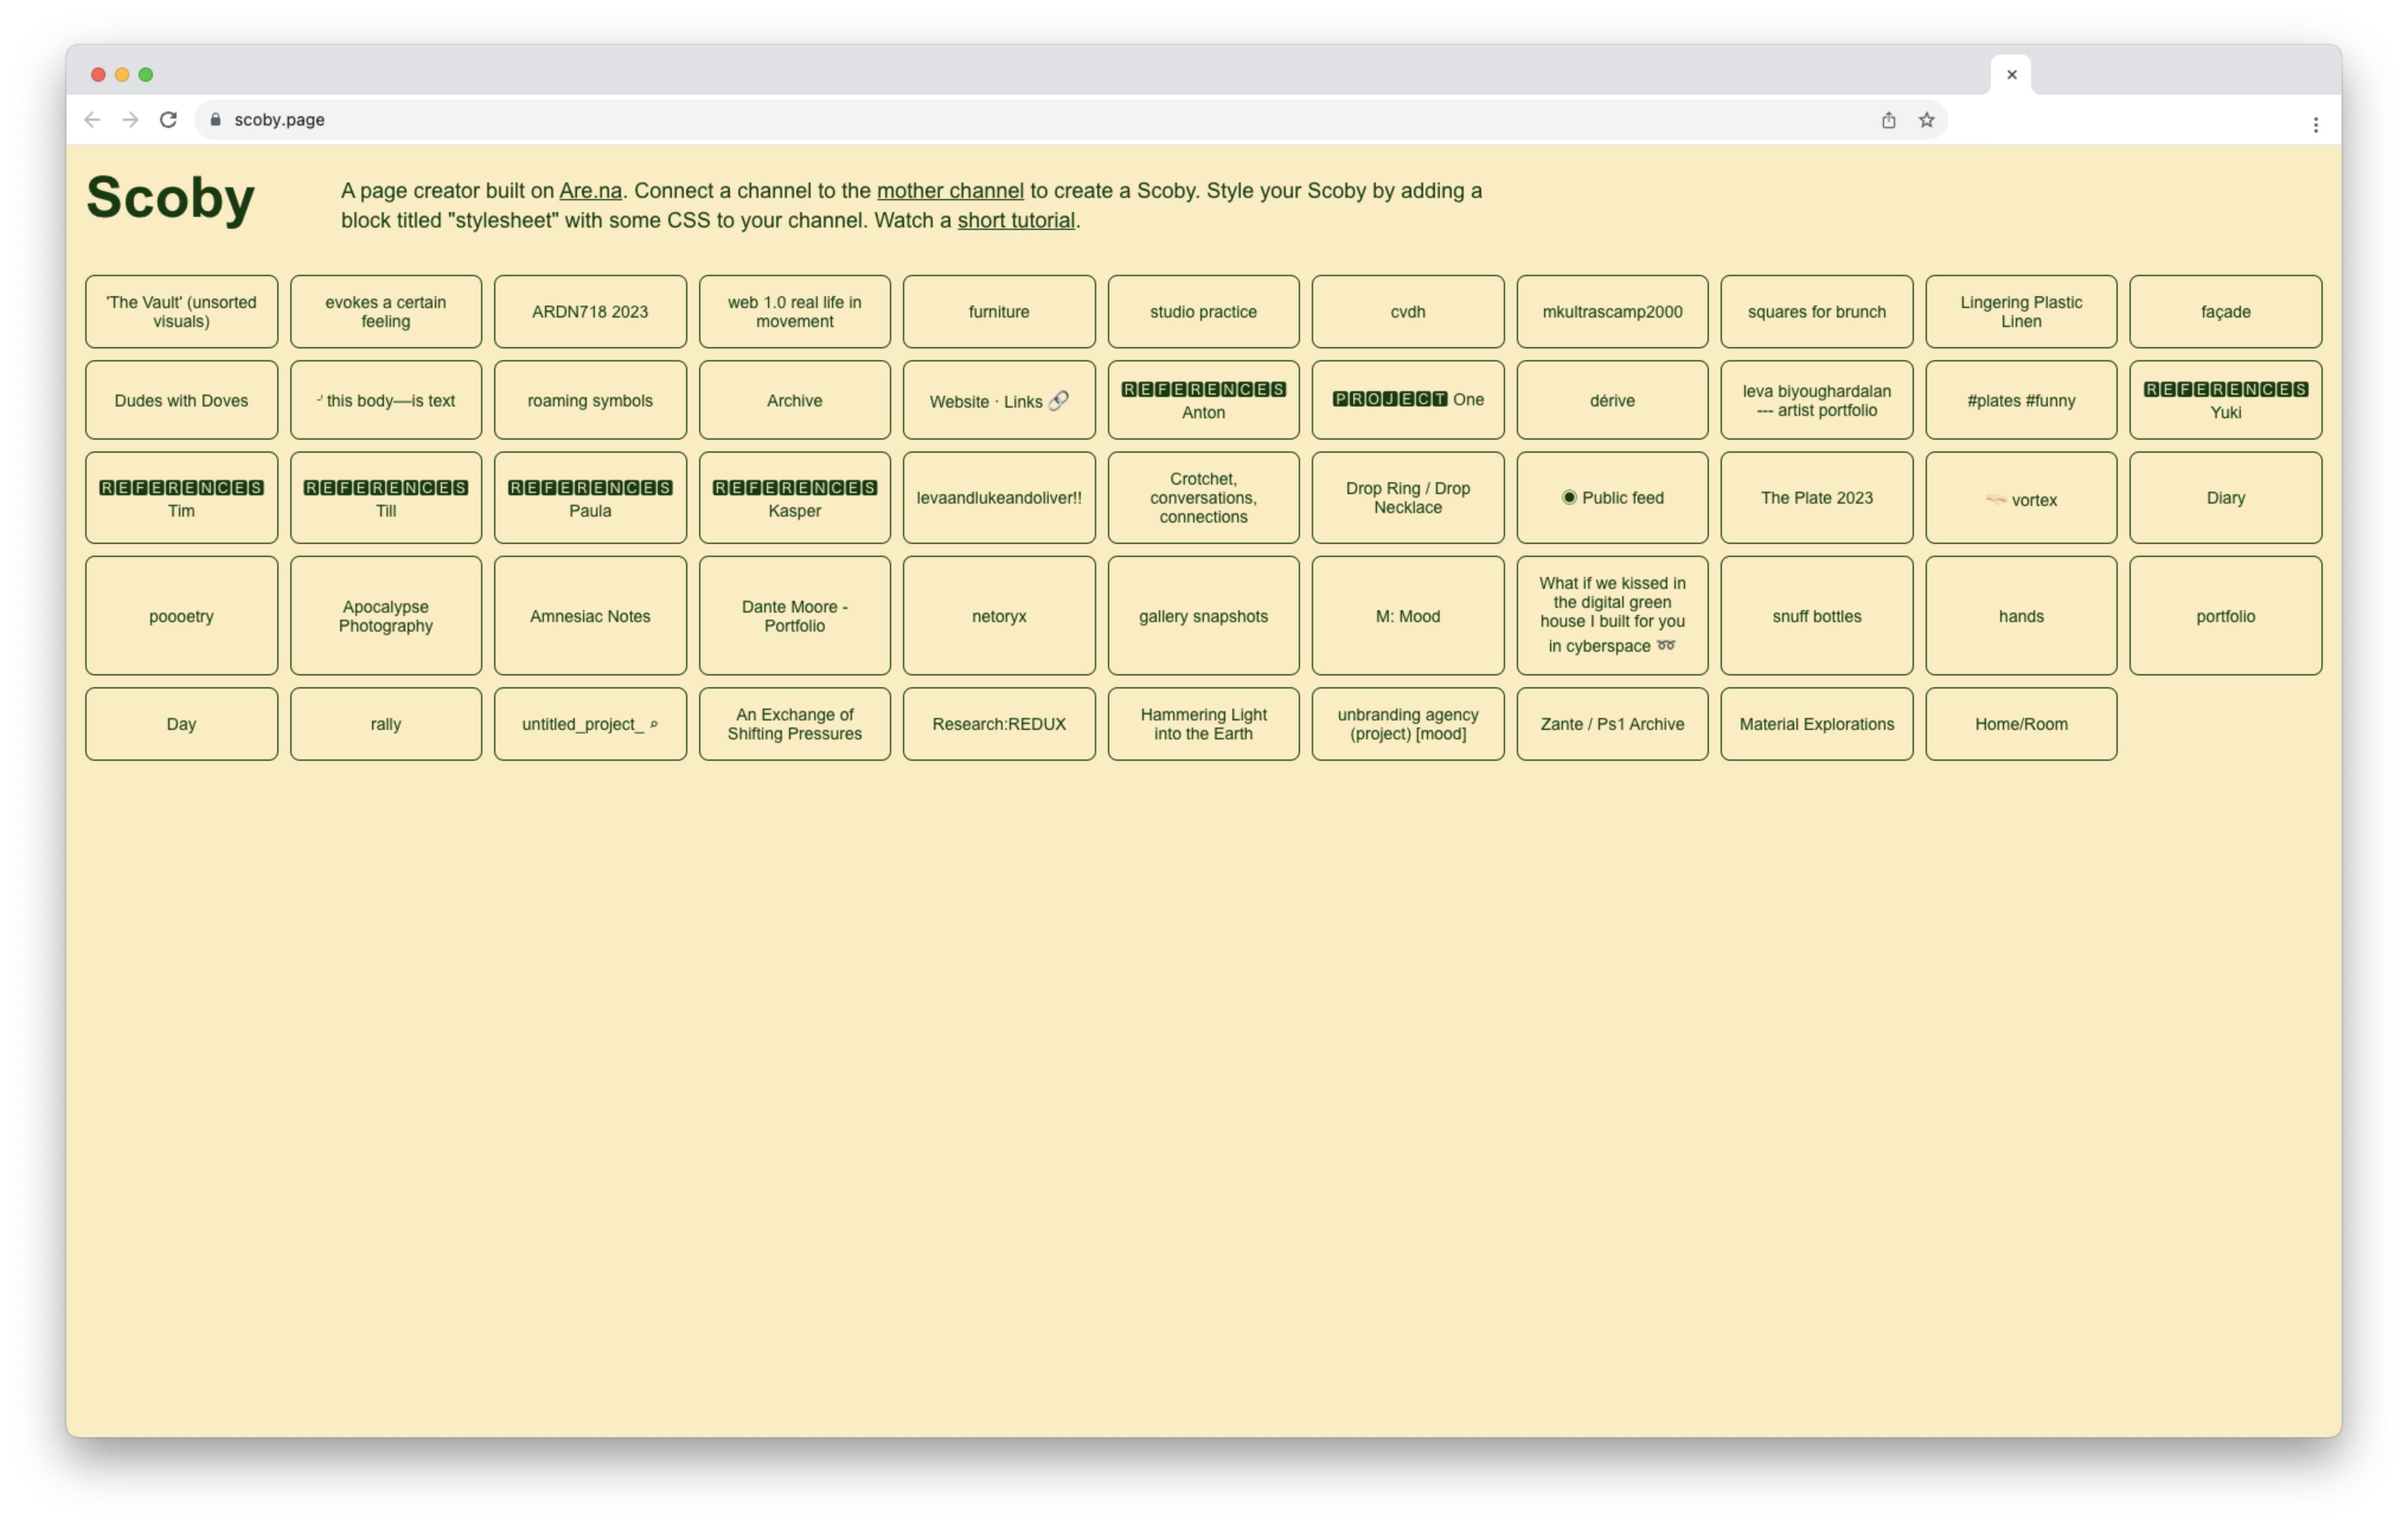 scoby.page
Scoby
A page creator built on Are.na. Connect a channel to the mother channel to create a Scoby. Style your Scoby by adding a
block titled "stylesheet" with some CSS to your channel. Watch a short tutorial.
'The Vault' (unsorted
visuals)
evokes a certain
feeling
ARDN718 2023
web 1.0 real life in
movement
furniture
studio practice
cvdh
mkultrascamp2000
squares for brunch
Lingering Plastic
Linen
façade
Dudes with Doves
this body—is text
roaming symbols
Archive
Website · Links 🔗
🆁🅴🅵🅴🆁🅴🅽🅲🅴🆂
Anton
🅿🆁🅾🅹🅴🅲🆃 One
dérive
leva biyoughardalan
--- artist portfolio
#plates #funny
🆁🅴🅵🅴🆁🅴🅽🅲🅴🆂
Yuki
🆁🅴🅵🅴🆁🅴🅽🅲🅴🆂
Tim
🆁🅴🅵🅴🆁🅴🅽🅲🅴🆂
Till
🆁🅴🅵🅴🆁🅴🅽🅲🅴🆂
Paula
🆁🅴🅵🅴🆁🅴🅽🅲🅴🆂
Kasper
levaandlukeandoliver!!
Crotchet,
conversations,
connections
Drop Ring / Drop
Necklace
◉ Public feed
The Plate 2023
vortex
Diary
poooetry
Apocalypse
Photography
Amnesiac Notes
Dante Moore -
Portfolio
netoryx
gallery snapshots
M: Mood
What if we kissed in
the digital green
house I built for you
in cyberspace ➿
snuff bottles
hands
portfolio
Day
rally
untitled_project_ ⌕
An Exchange of
Shifting Pressures
Research:REDUX
Hammering Light
into the Earth
unbranding agency
(project) [mood]
Zante / Ps1 Archive
Material Explorations
Home/Room